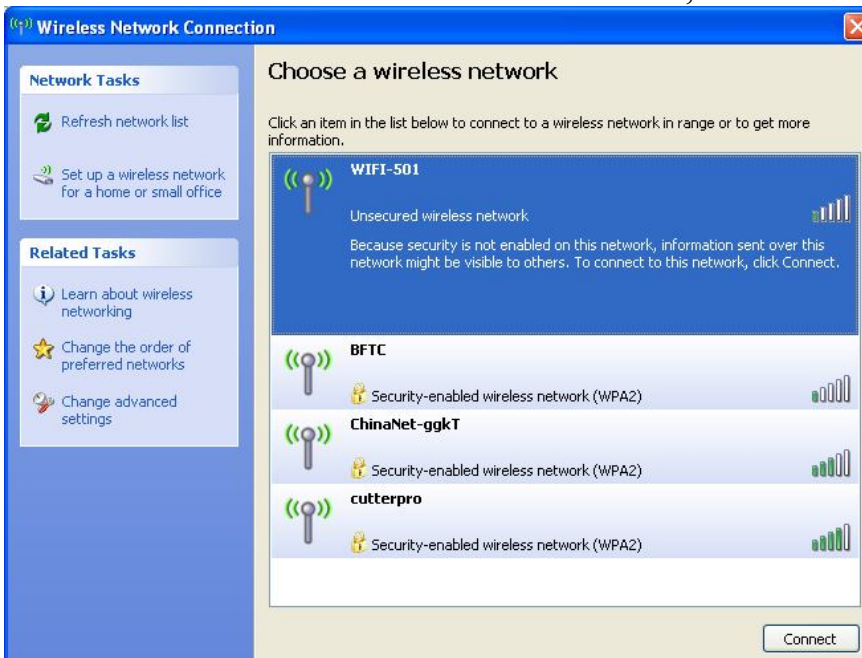 Wireless Network Connection
Network Tasks
Refresh network list
Set up a wireless network
for a home or small office
Related Tasks
Learn about wireless
networking
Change the order of
preferred networks
Change advanced
settings
Choose a wireless network
Click an item in the list below to connect to a wireless network in range or to get more
information.
WIFI-501
Unsecured wireless network
Because security is not enabled on this network, information sent over this
network might be visible to others. To connect to this network, click Connect.
BFTC
Security-enabled wireless network (WPA2)
ChinaNet-ggkT
Security-enabled wireless network (WPA2)
cutterpro
Security-enabled wireless network (WPA2)
Connect